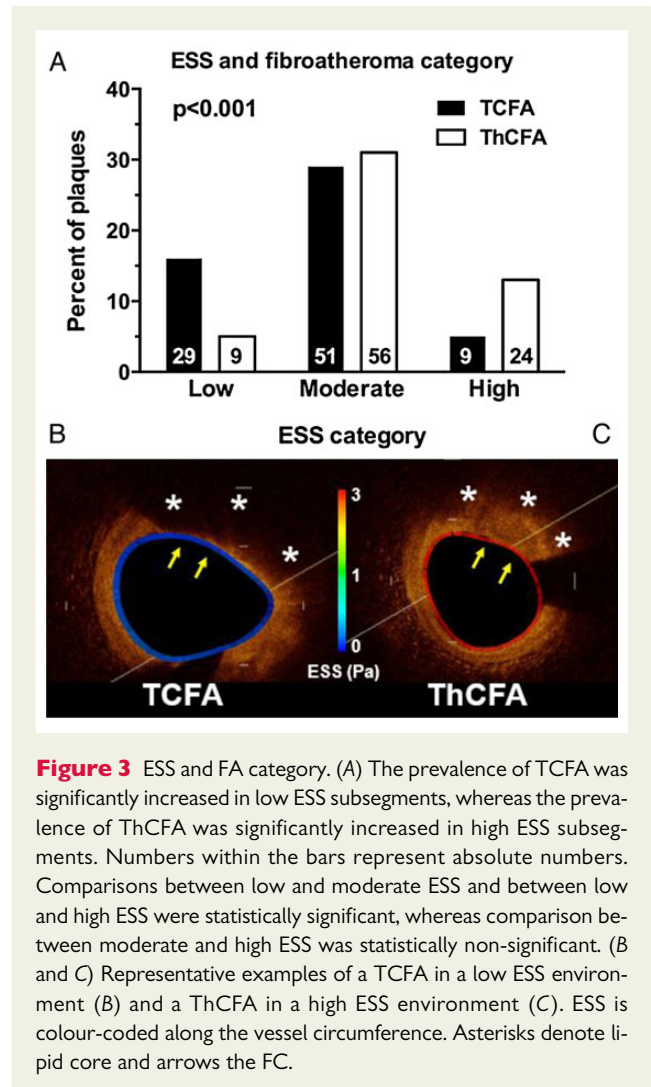 A
ESS and fibroatheroma category
40
p<0.001
TCFA
ThCFA
30
20
10
0
Percent of plaques
29
9
51
56
9
24
Low
Moderate
High
B
ESS category
C
*
*
*
3
1
0
ESS (Pa)
*
*
*
TCFA
ThCFA
Figure 3 ESS and FA category. (A) The prevalence of TCFA was
significantly increased in low ESS subsegments, whereas the preva-
lence of ThCFA was significantly increased in high ESS subseg-
ments. Numbers within the bars represent absolute numbers.
Comparisons between low and moderate ESS and between low
and high ESS were statistically significant, whereas comparison be-
tween moderate and high ESS was statistically non-significant. (B
and C) Representative examples of a TCFA in a low ESS environ-
ment (B) and a ThCFA in a high ESS environment (C). ESS is
colour-coded along the vessel circumference. Asterisks denote li-
pid core and arrows the FC.